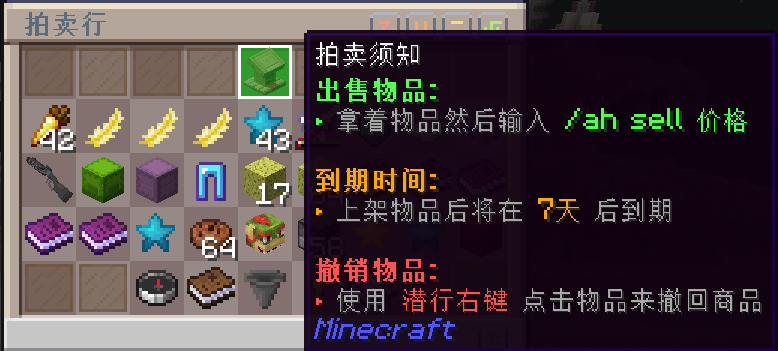 拍卖行
拍卖须知
出售物品:
· 拿着物品然后输入 /ah sell 价格
到期时间:
· 上架物品后将在 7天 后到期
撤销物品:
· 使用 潜行右键 点击物品来撤回商品
Minecraft
42
43
17
64